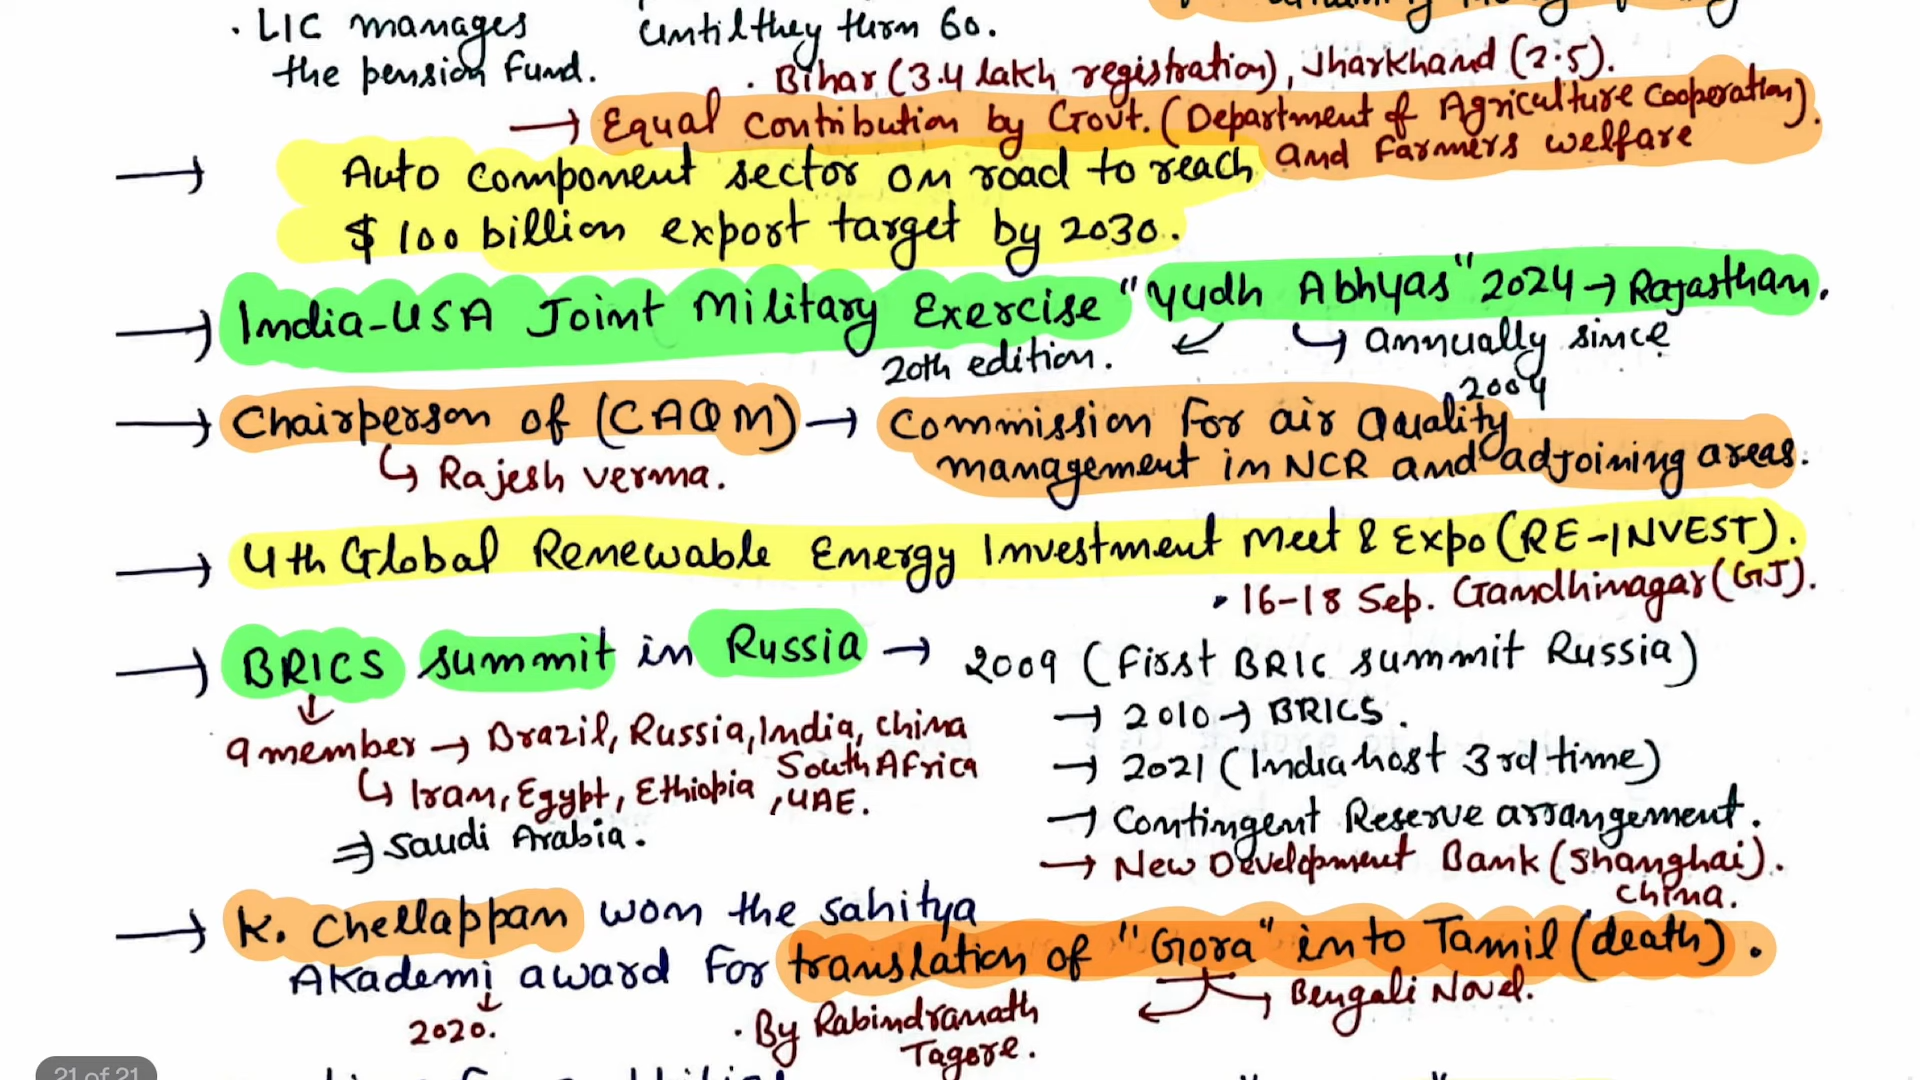 · LIC manages
the pension fund.
until they turn 60.
· Bihar (3.4 lakh registration), Jharkhand (2.5).
→ Equal contribution by Govt. (Department of Agriculture Cooperation).
and Farmers welfare
→ Auto component sector on road to reach
$ 100 billion export target by 2030.
→ India-USA Joint Military Exercise "Yudh Abhyas" 2024 → Rajasthan.
20th edition.
↳ annually since
2004
→ Chairperson of (CAQM) → Commission for air Quality
management in NCR and adjoining areas.
↳ Rajesh verma.
→ 4th Global Renewable Energy Investment Meet & Expo (RE-INVEST).
• 16-18 Sep. Gandhinagar (GJ).
→ BRICS summit in Russia → 2009 (First BRIC summit Russia)
→ 2010 → BRICS.
→ 2021 (India host 3rd time)
→ Contingent Reserve arrangement.
→ New Development Bank (Shanghai).
China.
9 member → Brazil, Russia, India, China
South Africa
↳ Iran, Egypt, Ethiopia, UAE.
⇒ Saudi Arabia.
→ K. Chellappan won the sahitya
Akademi award for translation of "Gora" into Tamil (death).
2020.
· By Rabindranath
Tagore.
→ Bengali Novel.
21 of 21